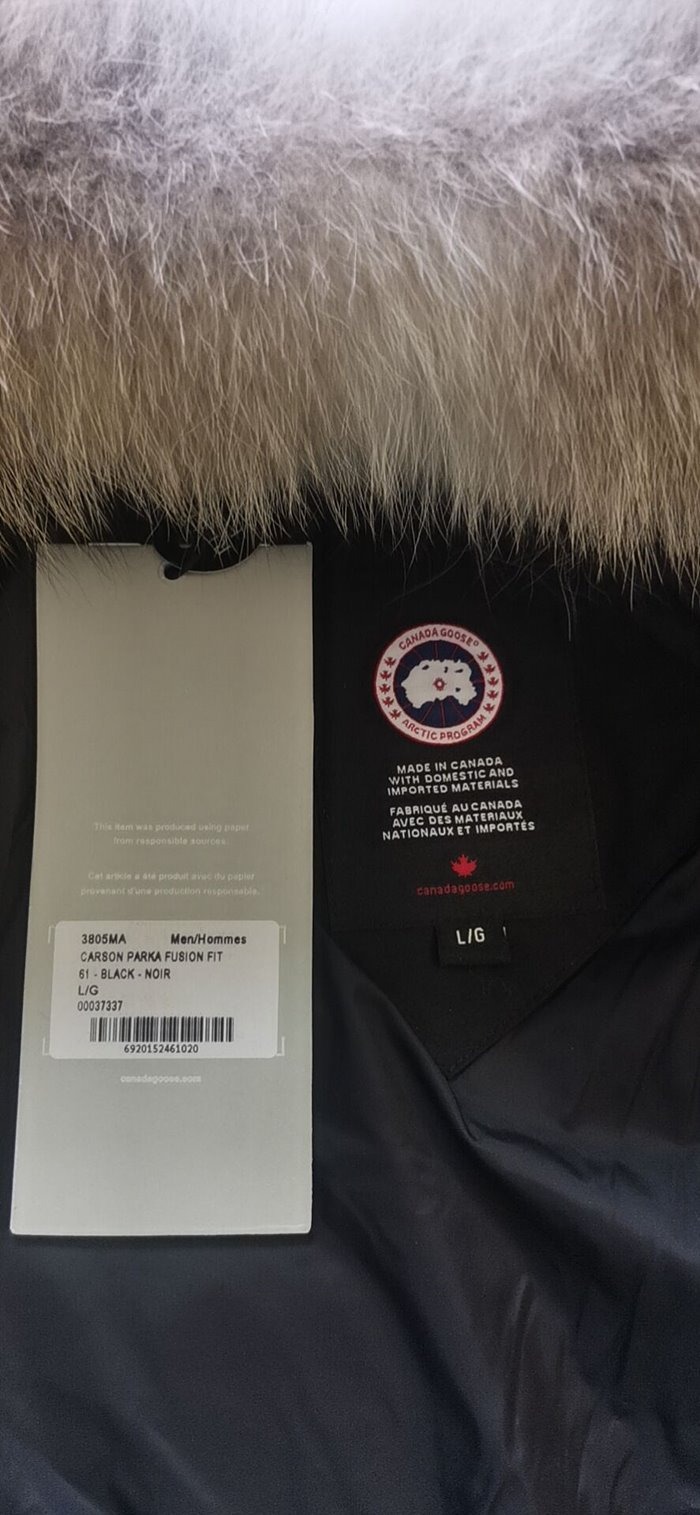 This item was produced using paper
from responsible sources.
Cet article a été produit avec du papier
provenant d'une production responsable.
3805MA Men/Hommes
CARSON PARKA FUSION FIT
61 - BLACK - NOIR
L/G
00037337
6920152461020
canadagoose.com
CANADA GOOSE®
ARCTIC PROGRAM
MADE IN CANADA
WITH DOMESTIC AND
IMPORTED MATERIALS
FABRIQUÉ AU CANADA
AVEC DES MATERIAUX
NATIONAUX ET IMPORTÉS
canadagoose.com
L/G